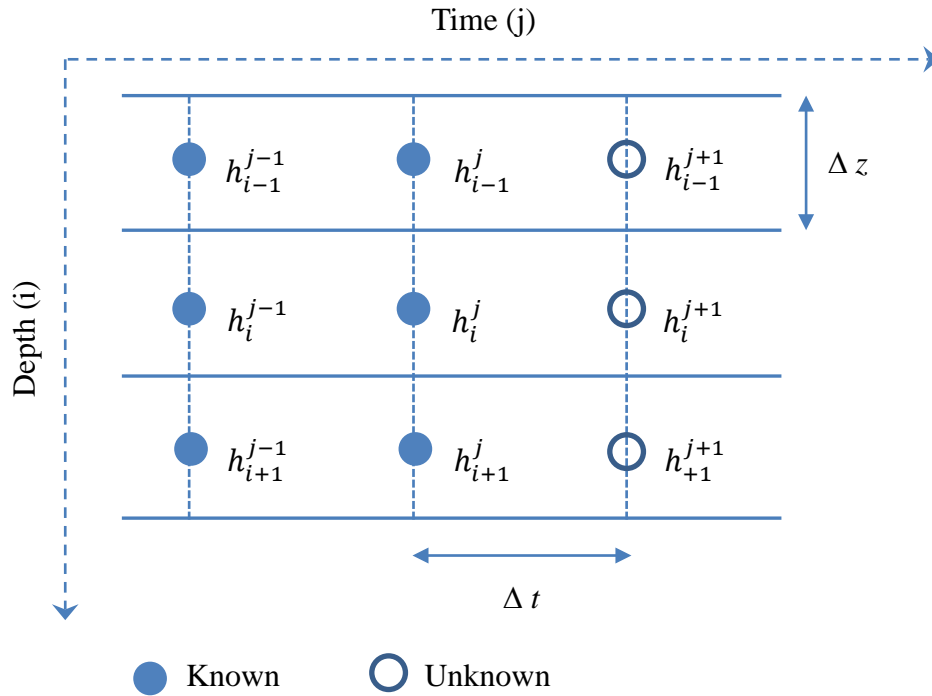 Time (j)
h_{i-1}^{j-1} h_{i-1}^{j} h_{i-1}^{j+1} Δ z
Depth (i)
h_{i}^{j-1} h_{i}^{j} h_{i}^{j+1}
h_{i+1}^{j-1} h_{i+1}^{j} h_{+1}^{j+1}
Δ t
Known Unknown